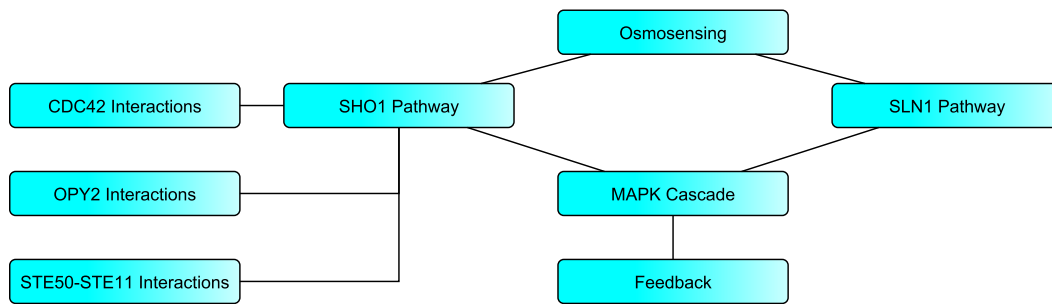 Osmosensing
CDC42 Interactions
SHO1 Pathway
SLN1 Pathway
OPY2 Interactions
MAPK Cascade
STE50-STE11 Interactions
Feedback